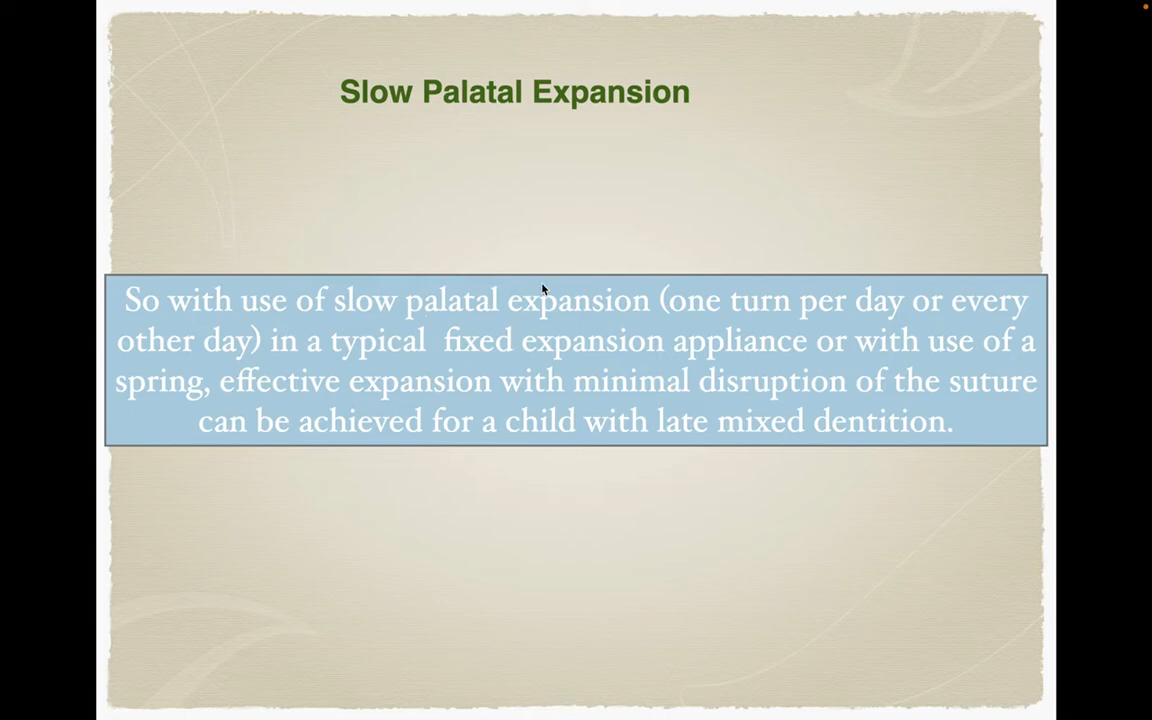 Slow Palatal Expansion
So with use of slow palatal expansion (one turn per day or every
other day) in a typical fixed expansion appliance or with use of a
spring, effective expansion with minimal disruption of the suture
can be achieved for a child with late mixed dentition.